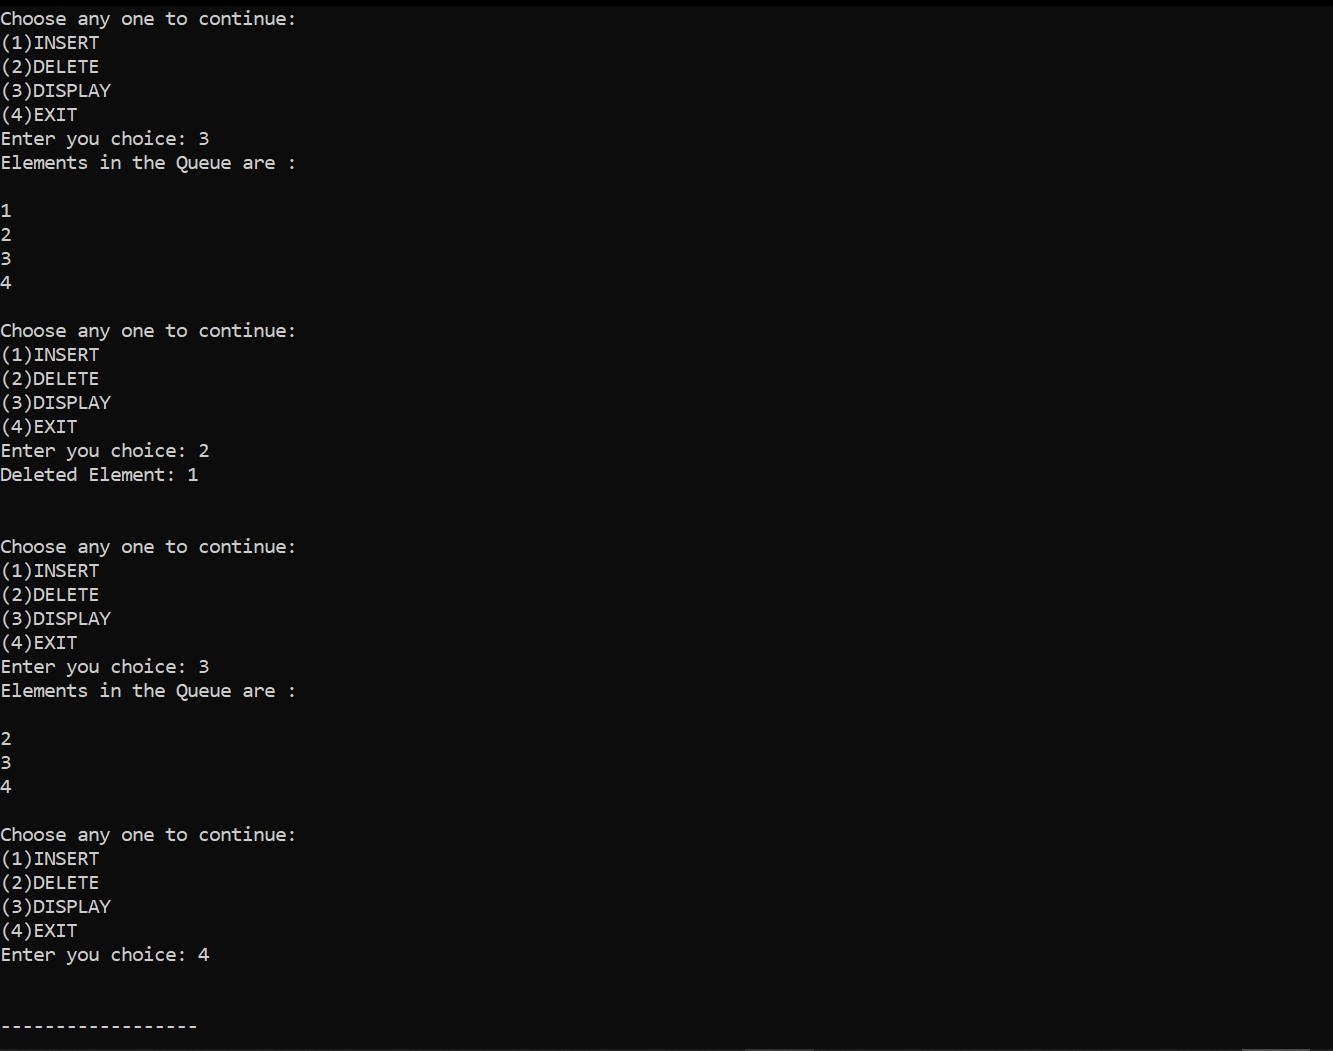 Choose any one to continue:
(1)INSERT
(2)DELETE
(3)DISPLAY
(4)EXIT
Enter you choice: 3
Elements in the Queue are :
1
2
3
4
Choose any one to continue:
(1)INSERT
(2)DELETE
(3)DISPLAY
(4)EXIT
Enter you choice: 2
Deleted Element: 1
Choose any one to continue:
(1)INSERT
(2)DELETE
(3)DISPLAY
(4)EXIT
Enter you choice: 3
Elements in the Queue are :
2
3
4
Choose any one to continue:
(1)INSERT
(2)DELETE
(3)DISPLAY
(4)EXIT
Enter you choice: 4
------------------